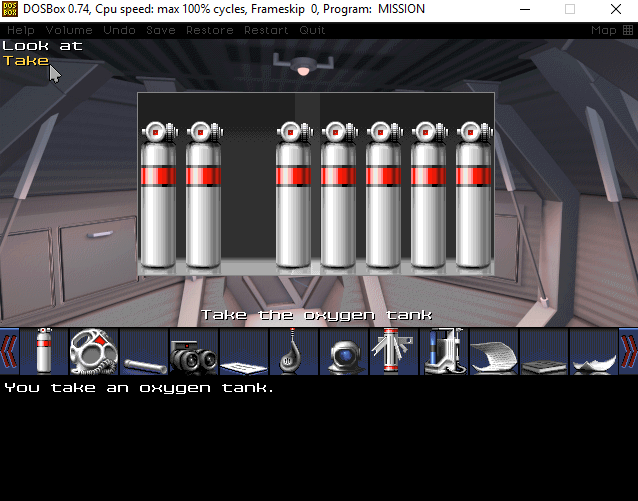 DOSBox 0.74, Cpu speed: max 100% cycles, Frameskip 0, Program: MISSION
Help Volume Undo Save Restore Restart Quit Map
Look at
Take
Take the oxygen tank
You take an oxygen tank.